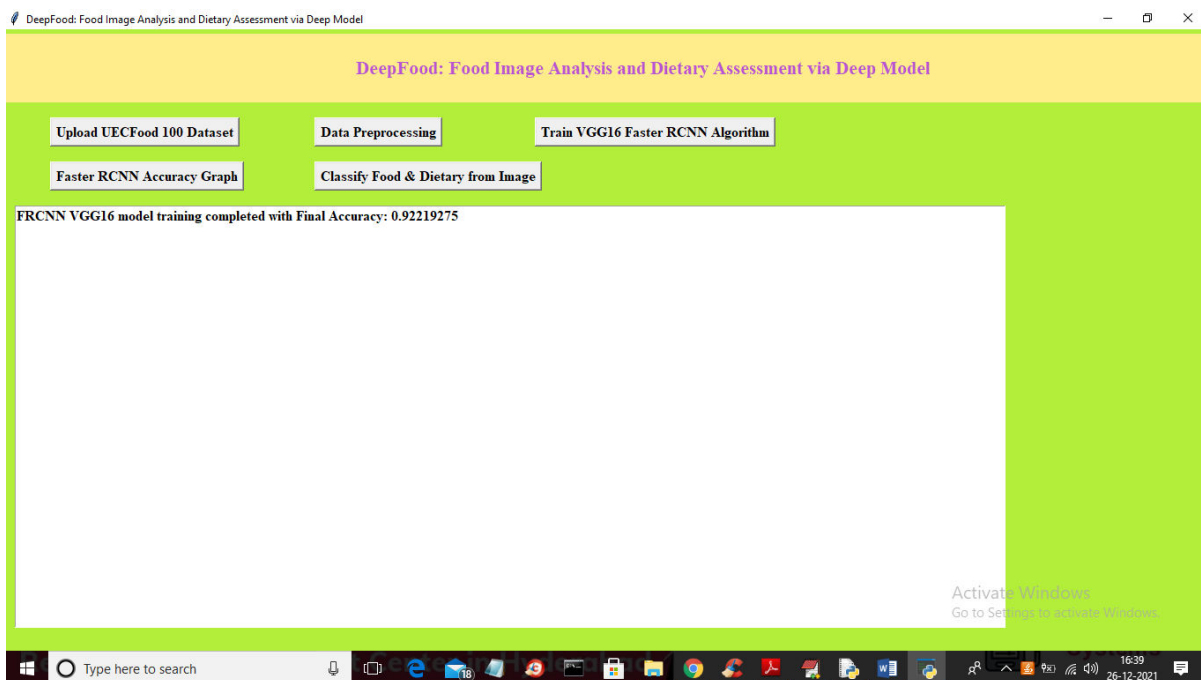 DeepFood: Food Image Analysis and Dietary Assessment via Deep Model
DeepFood: Food Image Analysis and Dietary Assessment via Deep Model
Upload UECFood 100 Dataset
Data Preprocessing
Train VGG16 Faster RCNN Algorithm
Faster RCNN Accuracy Graph
Classify Food & Dietary from Image
FRCNN VGG16 model training completed with Final Accuracy: 0.92219275
Activate Windows
Go to Settings to activate Windows.
Type here to search
18
16:39
26-12-2021